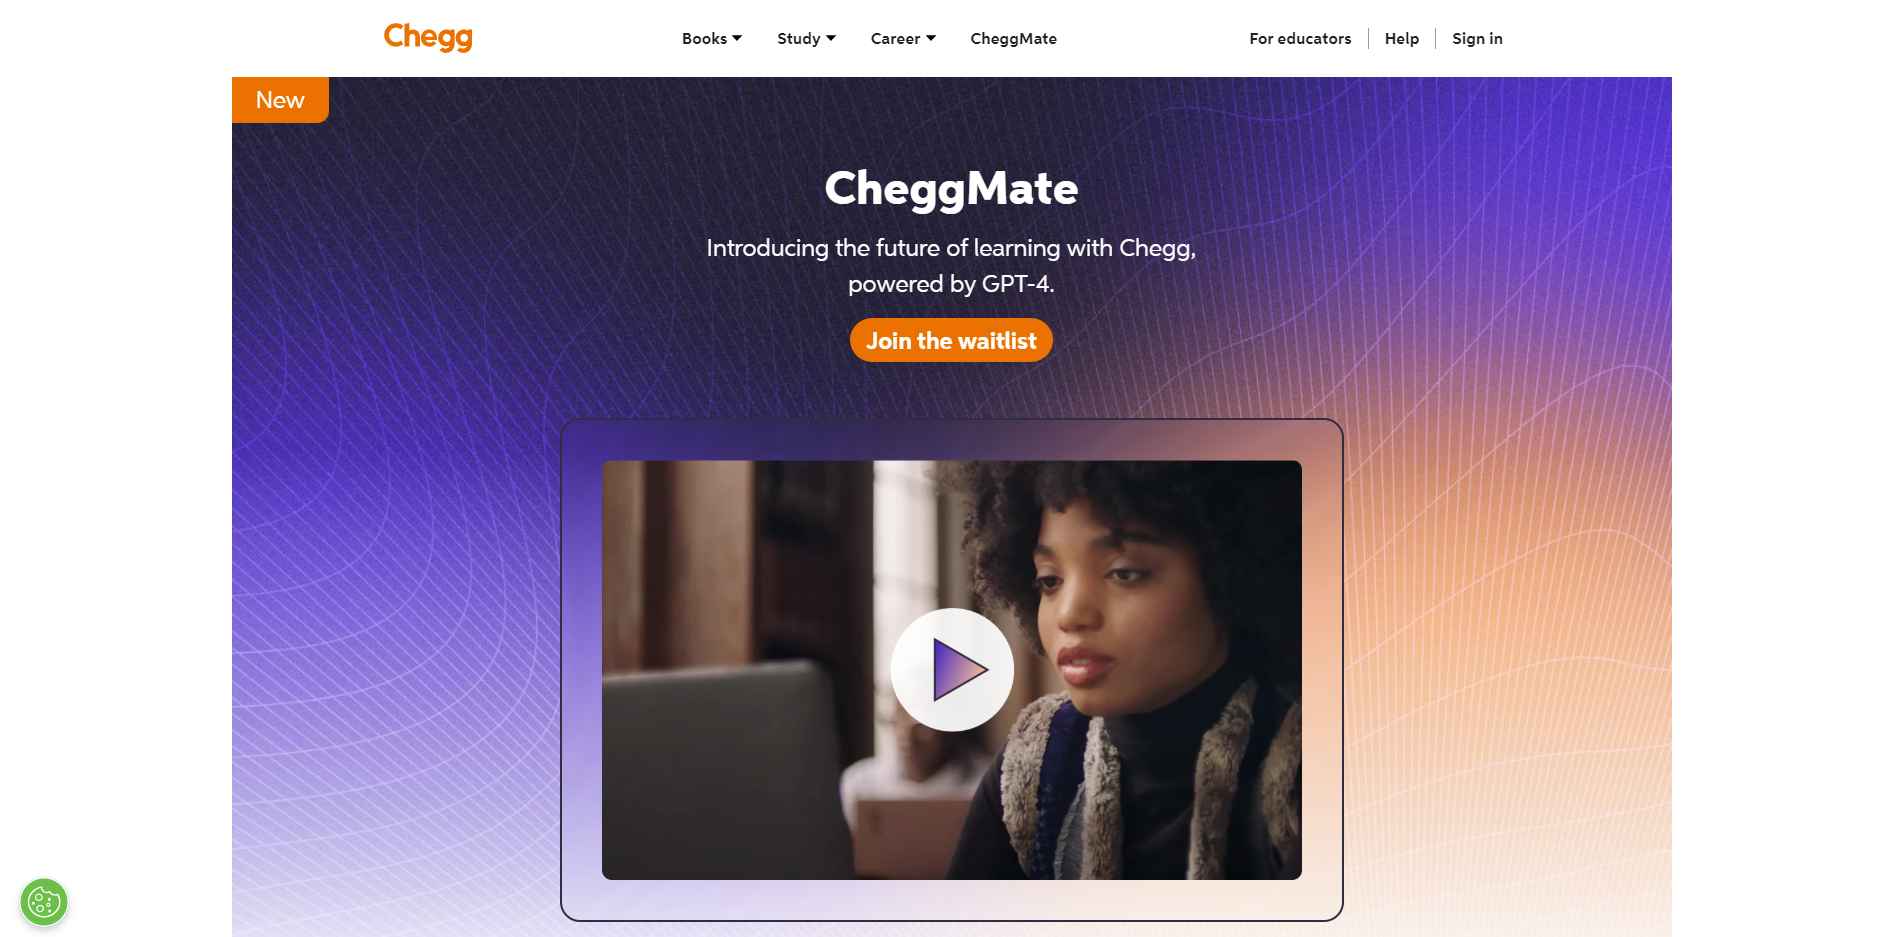 Chegg
Books
Study
Career
CheggMate
For educators
Help
Sign in
New
CheggMate
Introducing the future of learning with Chegg,
powered by GPT-4.
Join the waitlist